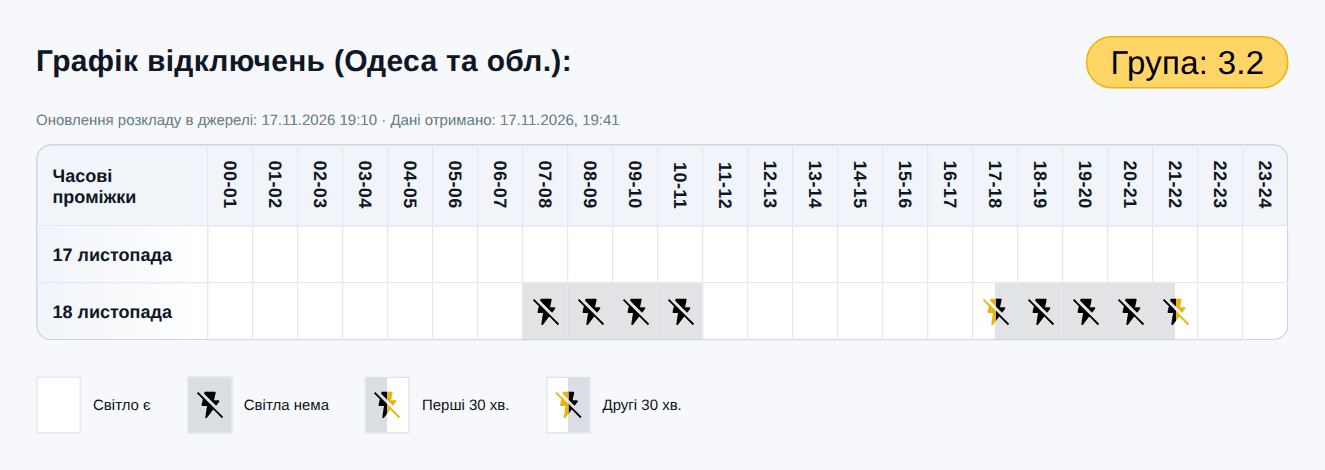 Графік відключень (Одеса та обл.):
Група: 3.2
Оновлення розкладу в джерелі: 17.11.2026 19:10 · Дані отримано: 17.11.2026, 19:41
Часові
проміжки
00-01
01-02
02-03
03-04
04-05
05-06
06-07
07-08
08-09
09-10
10-11
11-12
12-13
13-14
14-15
15-16
16-17
17-18
18-19
19-20
20-21
21-22
22-23
23-24
17 листопада
18 листопада
Світло є
Світла нема
Перші 30 хв.
Другі 30 хв.